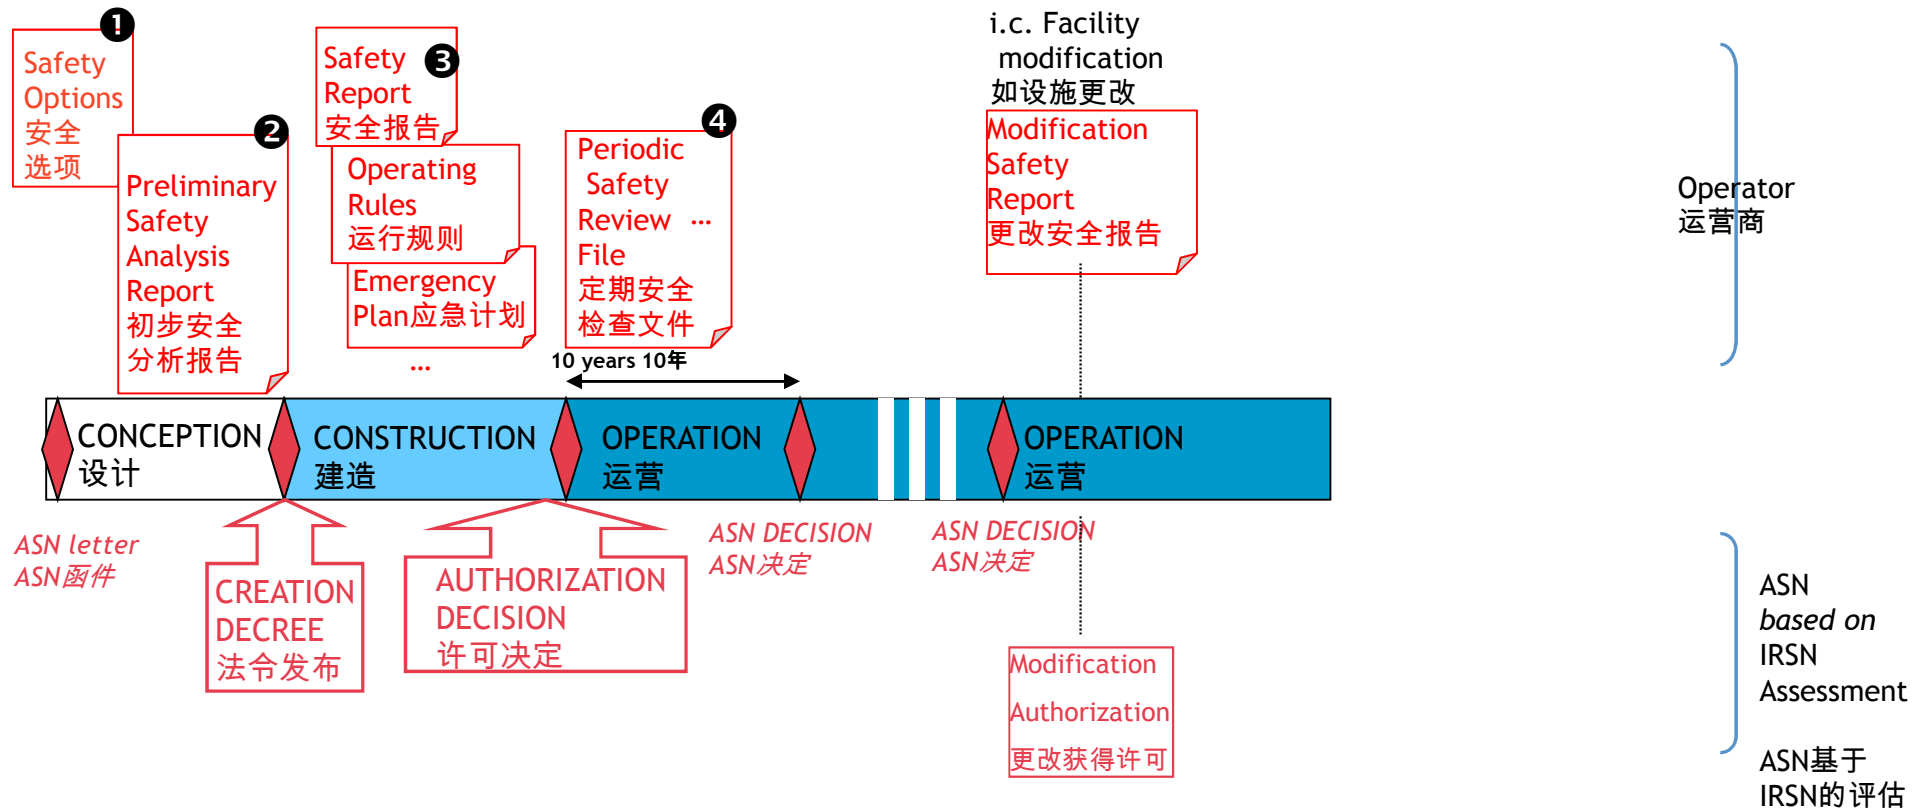 ❶
Safety
Options
安全
选项
❷
Preliminary
Safety
Analysis
Report
初步安全
分析报告
❸
Safety
Report
安全报告
Operating
Rules
运行规则
Emergency
Plan应急计划
...
❹
Periodic
Safety
Review ...
File
定期安全
检查文件
10 years 10年
i.c. Facility
modification
如设施更改
Modification
Safety
Report
更改安全报告
Operator
运营商
CONCEPTION
设计
CONSTRUCTION
建造
OPERATION
运营
OPERATION
运营
ASN letter
ASN函件
CREATION
DECREE
法令发布
AUTHORIZATION
DECISION
许可决定
ASN DECISION
ASN决定
ASN DECISION
ASN决定
Modification
Authorization
更改获得许可
ASN
based on
IRSN
Assessment
ASN基于
IRSN的评估